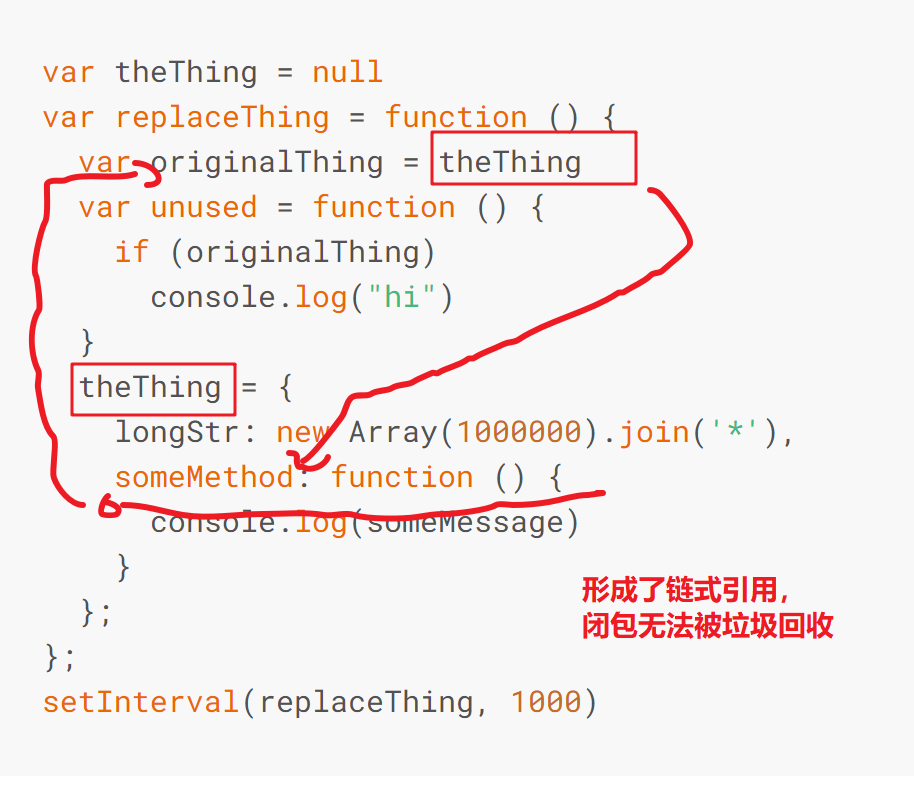 var theThing = null
var replaceThing = function () {
  var originalThing = theThing
  var unused = function () {
    if (originalThing)
      console.log("hi")
  }
  theThing = {
    longStr: new Array(1000000).join('*'),
    someMethod: function () {
      console.log(someMessage)
    }
  };
};
setInterval(replaceThing, 1000)
形成了链式引用，
闭包无法被垃圾回收